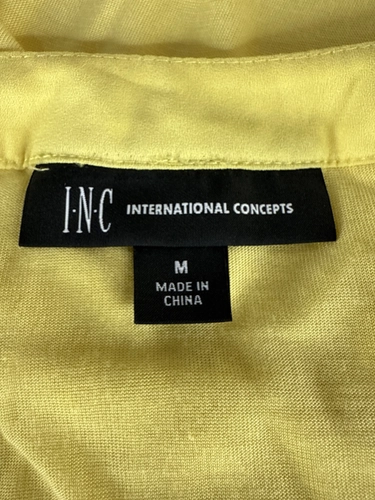 I·N·C INTERNATIONAL CONCEPTS
M
MADE IN
CHINA